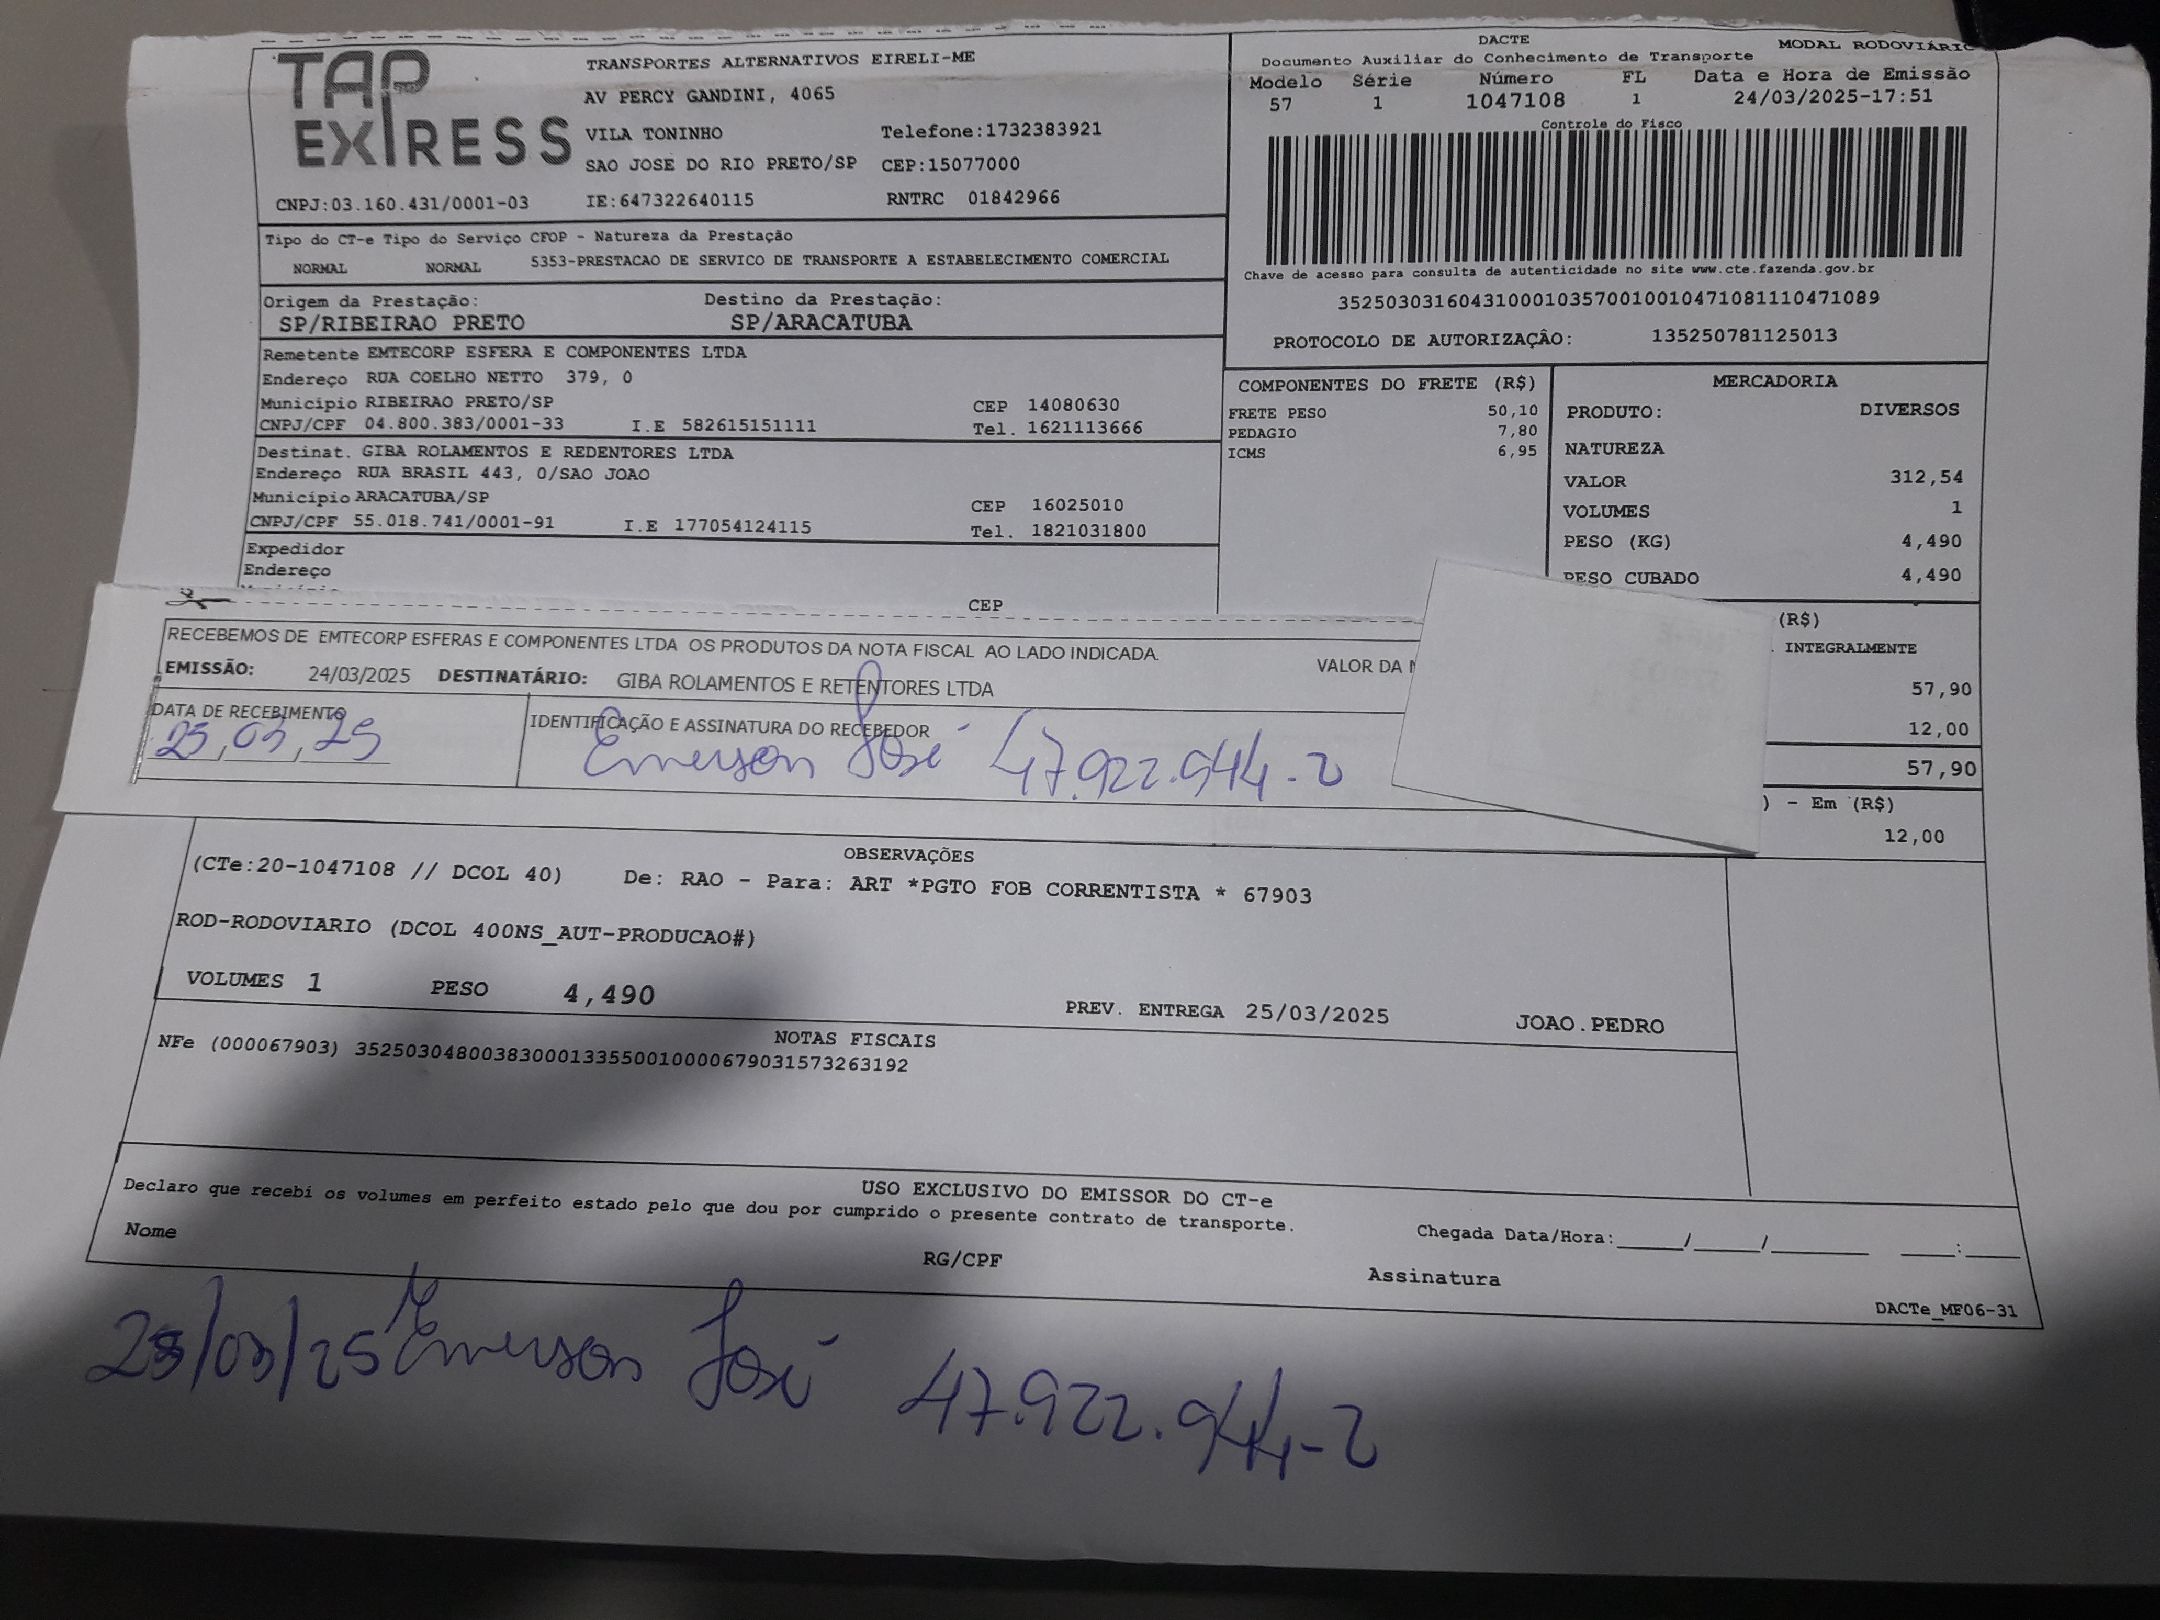 TAP EXPRESS
TRANSPORTES ALTERNATIVOS EIRELI-ME
AV PERCY GANDINI, 4065
VILA TONINHO Telefone:1732383921
SAO JOSE DO RIO PRETO/SP CEP:15077000
CNPJ:03.160.431/0001-03 IE:647322640115 RNTRC 01842966
DACTE MODAL RODOVIÁRIO
Documento Auxiliar do Conhecimento de Transporte
Modelo Série Número FL Data e Hora de Emissão
57 1 1047108 1 24/03/2025-17:51
Controle do Fisco
Chave de acesso para consulta de autenticidade no site www.cte.fazenda.gov.br
35250303160431000103570010010471081110471089
PROTOCOLO DE AUTORIZAÇÂO: 135250781125013
Tipo do CT-e Tipo do Serviço CFOP - Natureza da Prestação
NORMAL NORMAL 5353-PRESTACAO DE SERVICO DE TRANSPORTE A ESTABELECIMENTO COMERCIAL
Origem da Prestação: Destino da Prestação:
SP/RIBEIRAO PRETO SP/ARACATUBA
Remetente EMTECORP ESFERA E COMPONENTES LTDA
Endereço RUA COELHO NETTO 379, 0
Município RIBEIRAO PRETO/SP CEP 14080630
CNPJ/CPF 04.800.383/0001-33 I.E 582615151111 Tel. 1621113666
Destinat. GIBA ROLAMENTOS E REDENTORES LTDA
Endereço RUA BRASIL 443, 0/SAO JOAO
Município ARACATUBA/SP CEP 16025010
CNPJ/CPF 55.018.741/0001-91 I.E 177054124115 Tel. 1821031800
Expedidor
Endereço
CEP
COMPONENTES DO FRETE (R$)
FRETE PESO 50,10
PEDAGIO 7,80
ICMS 6,95
MERCADORIA
PRODUTO: DIVERSOS
NATUREZA
VALOR 312,54
VOLUMES 1
PESO (KG) 4,490
PESO CUBADO 4,490
(R$)
INTEGRALMENTE
57,90
12,00
57,90
) - Em (R$)
12,00
RECEBEMOS DE EMTECORP ESFERAS E COMPONENTES LTDA OS PRODUTOS DA NOTA FISCAL AO LADO INDICADA.
EMISSÃO: 24/03/2025 DESTINATÁRIO: GIBA ROLAMENTOS E RETENTORES LTDA VALOR DA
DATA DE RECEBIMENTO IDENTIFICAÇÃO E ASSINATURA DO RECEBEDOR
25,03,25 Emerson José 47.922.944-2
OBSERVAÇÕES
(CTe:20-1047108 // DCOL 40) De: RAO - Para: ART *PGTO FOB CORRENTISTA * 67903
ROD-RODOVIARIO (DCOL 400NS_AUT-PRODUCAO#)
VOLUMES 1 PESO 4,490 PREV. ENTREGA 25/03/2025 JOAO.PEDRO
NOTAS FISCAIS
NFe (000067903) 35250304800383000133550010000679031573263192
USO EXCLUSIVO DO EMISSOR DO CT-e
Declaro que recebi os volumes em perfeito estado pelo que dou por cumprido o presente contrato de transporte.
Nome RG/CPF Assinatura Chegada Data/Hora:_____/_____/_______ ____:____
DACTe_MF06-31
25/03/25 Emerson José 47.922.944-2